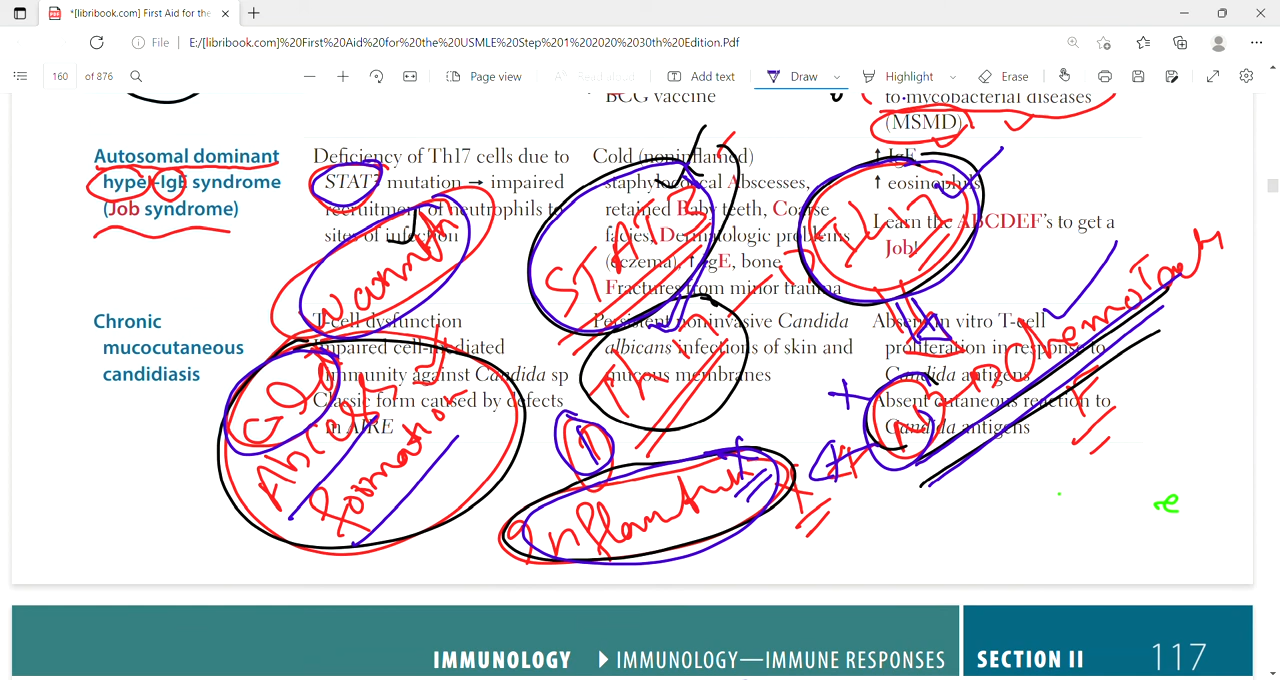 *[libribook.com] First Aid for the
File
E:/[libribook.com]%20First%20Aid%20for%20the%20USMLE%20Step%201%202020%2030th%20Edition.Pdf
160 of 876
Page view
Read aloud
Add text
Draw
Highlight
Erase
BCG vaccine
to mycobacterial diseases
(MSMD)
Autosomal dominant
hyper-IgE syndrome
(Job syndrome)
Deficiency of Th17 cells due to
STAT3 mutation → impaired
recruitment of neutrophils to
sites of infection
Cold (noninflamed)
staphylococcal Abscesses,
retained Baby teeth, Coarse
facies, Dermatologic problems
(eczema), ↑ IgE, bone
Fractures from minor trauma
↑ IgE
↑ eosinophils
Learn the ABCDEF's to get a
Job!
Chronic
mucocutaneous
candidiasis
T-cell dysfunction
Impaired cell-mediated
immunity against Candida sp
Classic form caused by defects
in AIRE
Persistent noninvasive Candida
albicans infections of skin and
mucous membranes
Absent in vitro T-cell
proliferation in response to
Candida antigens
Absent cutaneous reaction to
Candida antigens
warmth
STAT3
IL17
TH17
Cold
Abcess
formation
Chemotaxis
IMMUNOLOGY
IMMUNOLOGY—IMMUNE RESPONSES
SECTION II
117